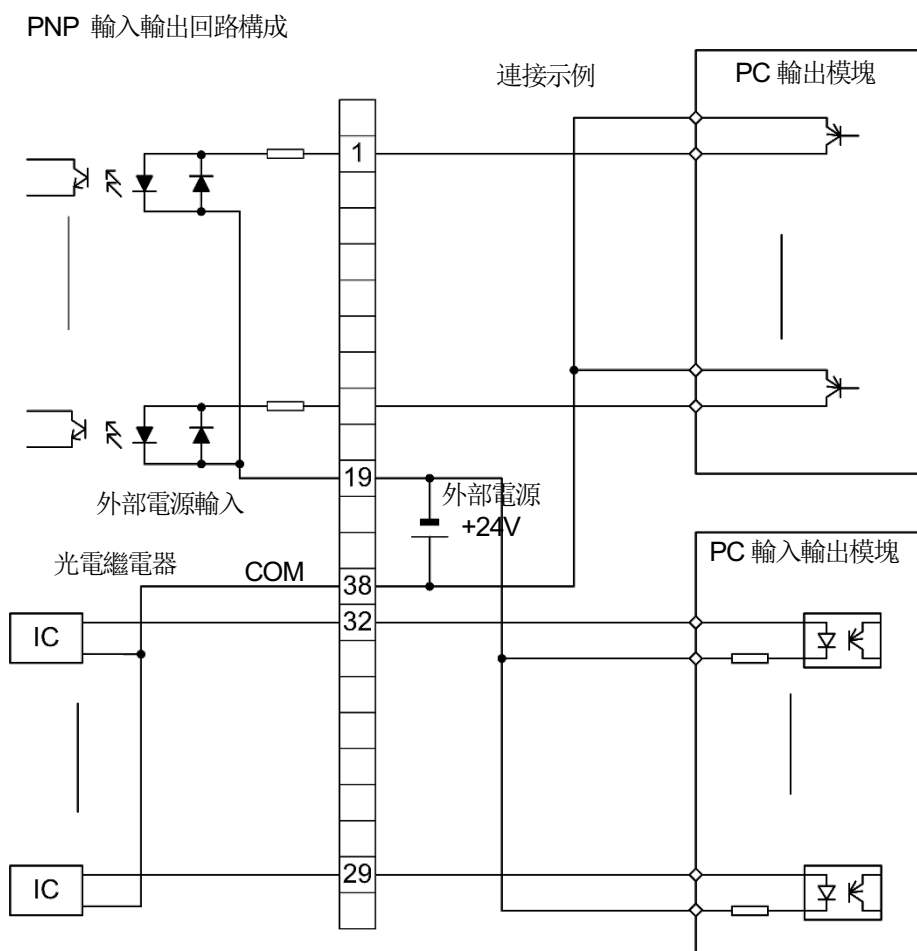 PNP 輸入輸出回路構成
連接示例
PC 輸出模塊
1
19
外部電源輸入
外部電源
+24V
光電繼電器
COM
38
PC 輸入輸出模塊
32
IC
29
IC